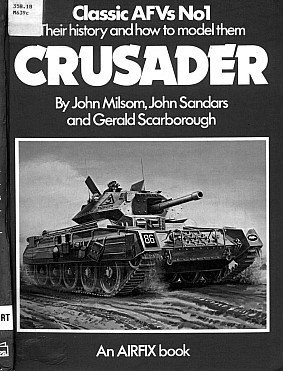 358.18
M639c
Classic AFVs No1
Their history and how to model them
CRUSADER
By John Milsom, John Sandars
and Gerald Scarborough
86
An AIRFIX book
RT